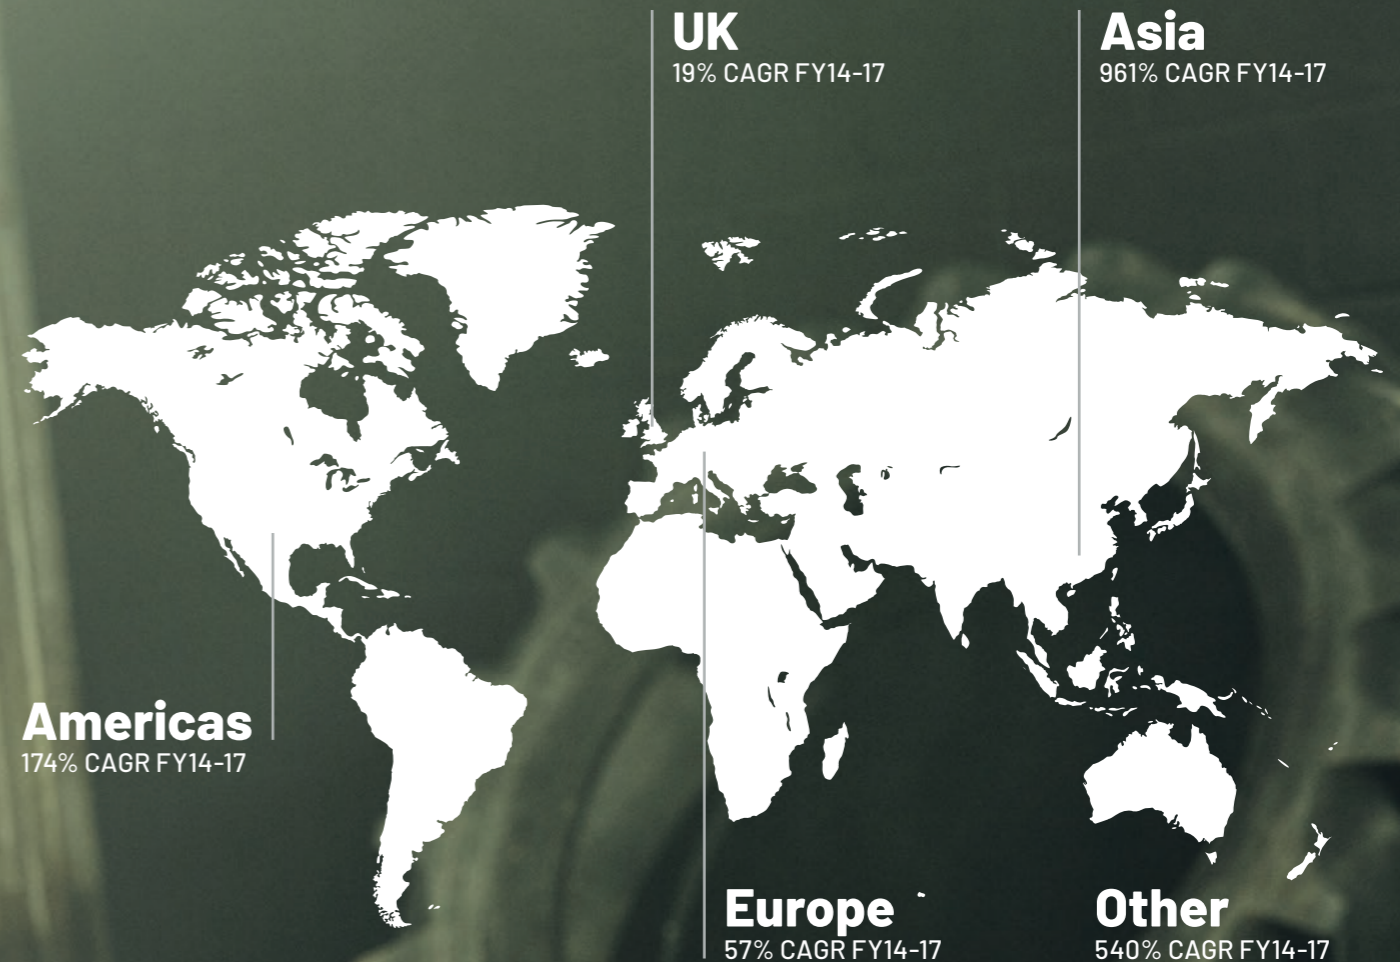 UK
19% CAGR FY14-17
Asia
961% CAGR FY14-17
Americas
174% CAGR FY14-17
Europe
57% CAGR FY14-17
Other
540% CAGR FY14-17